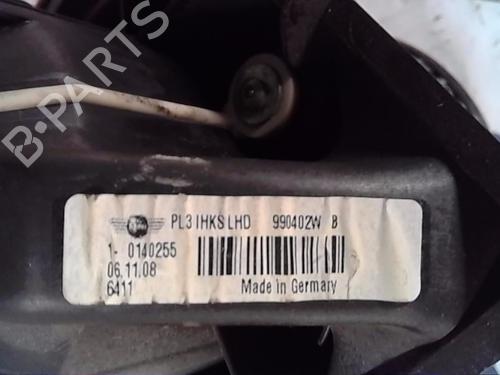 B-PARTS
PL3 IHKS LHD 990402W B
1- 0140255
06.11.08
6411 Made in Germany